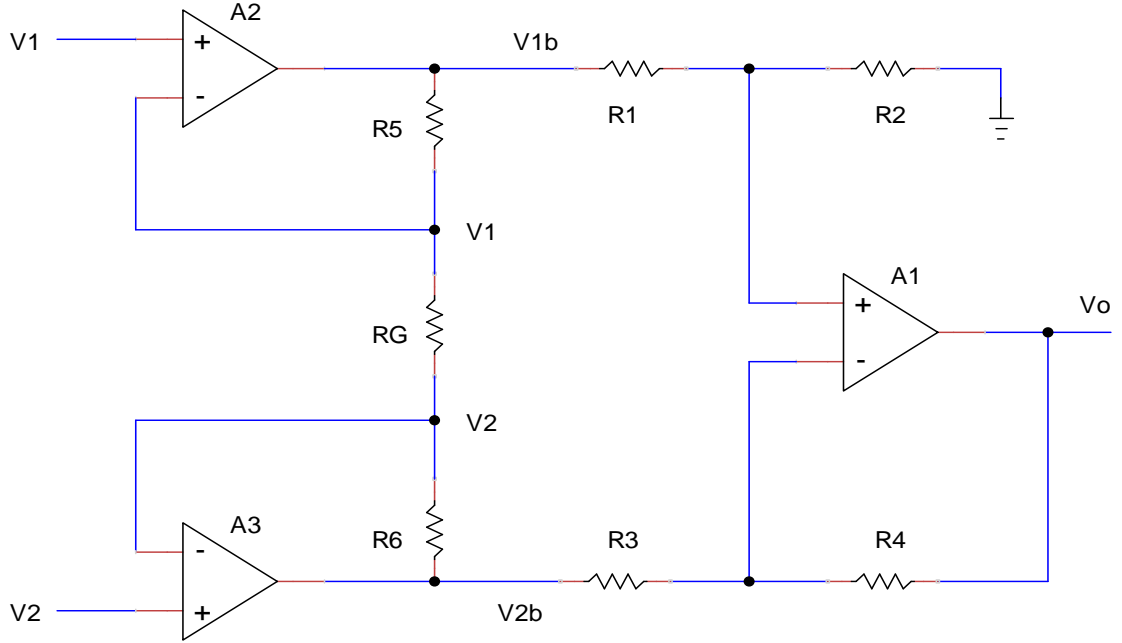 A2
V1
+
-
V1b
R1
R2
R5
V1
A1
+
-
Vo
RG
V2
A3
-
+
R6
R3
R4
V2
V2b